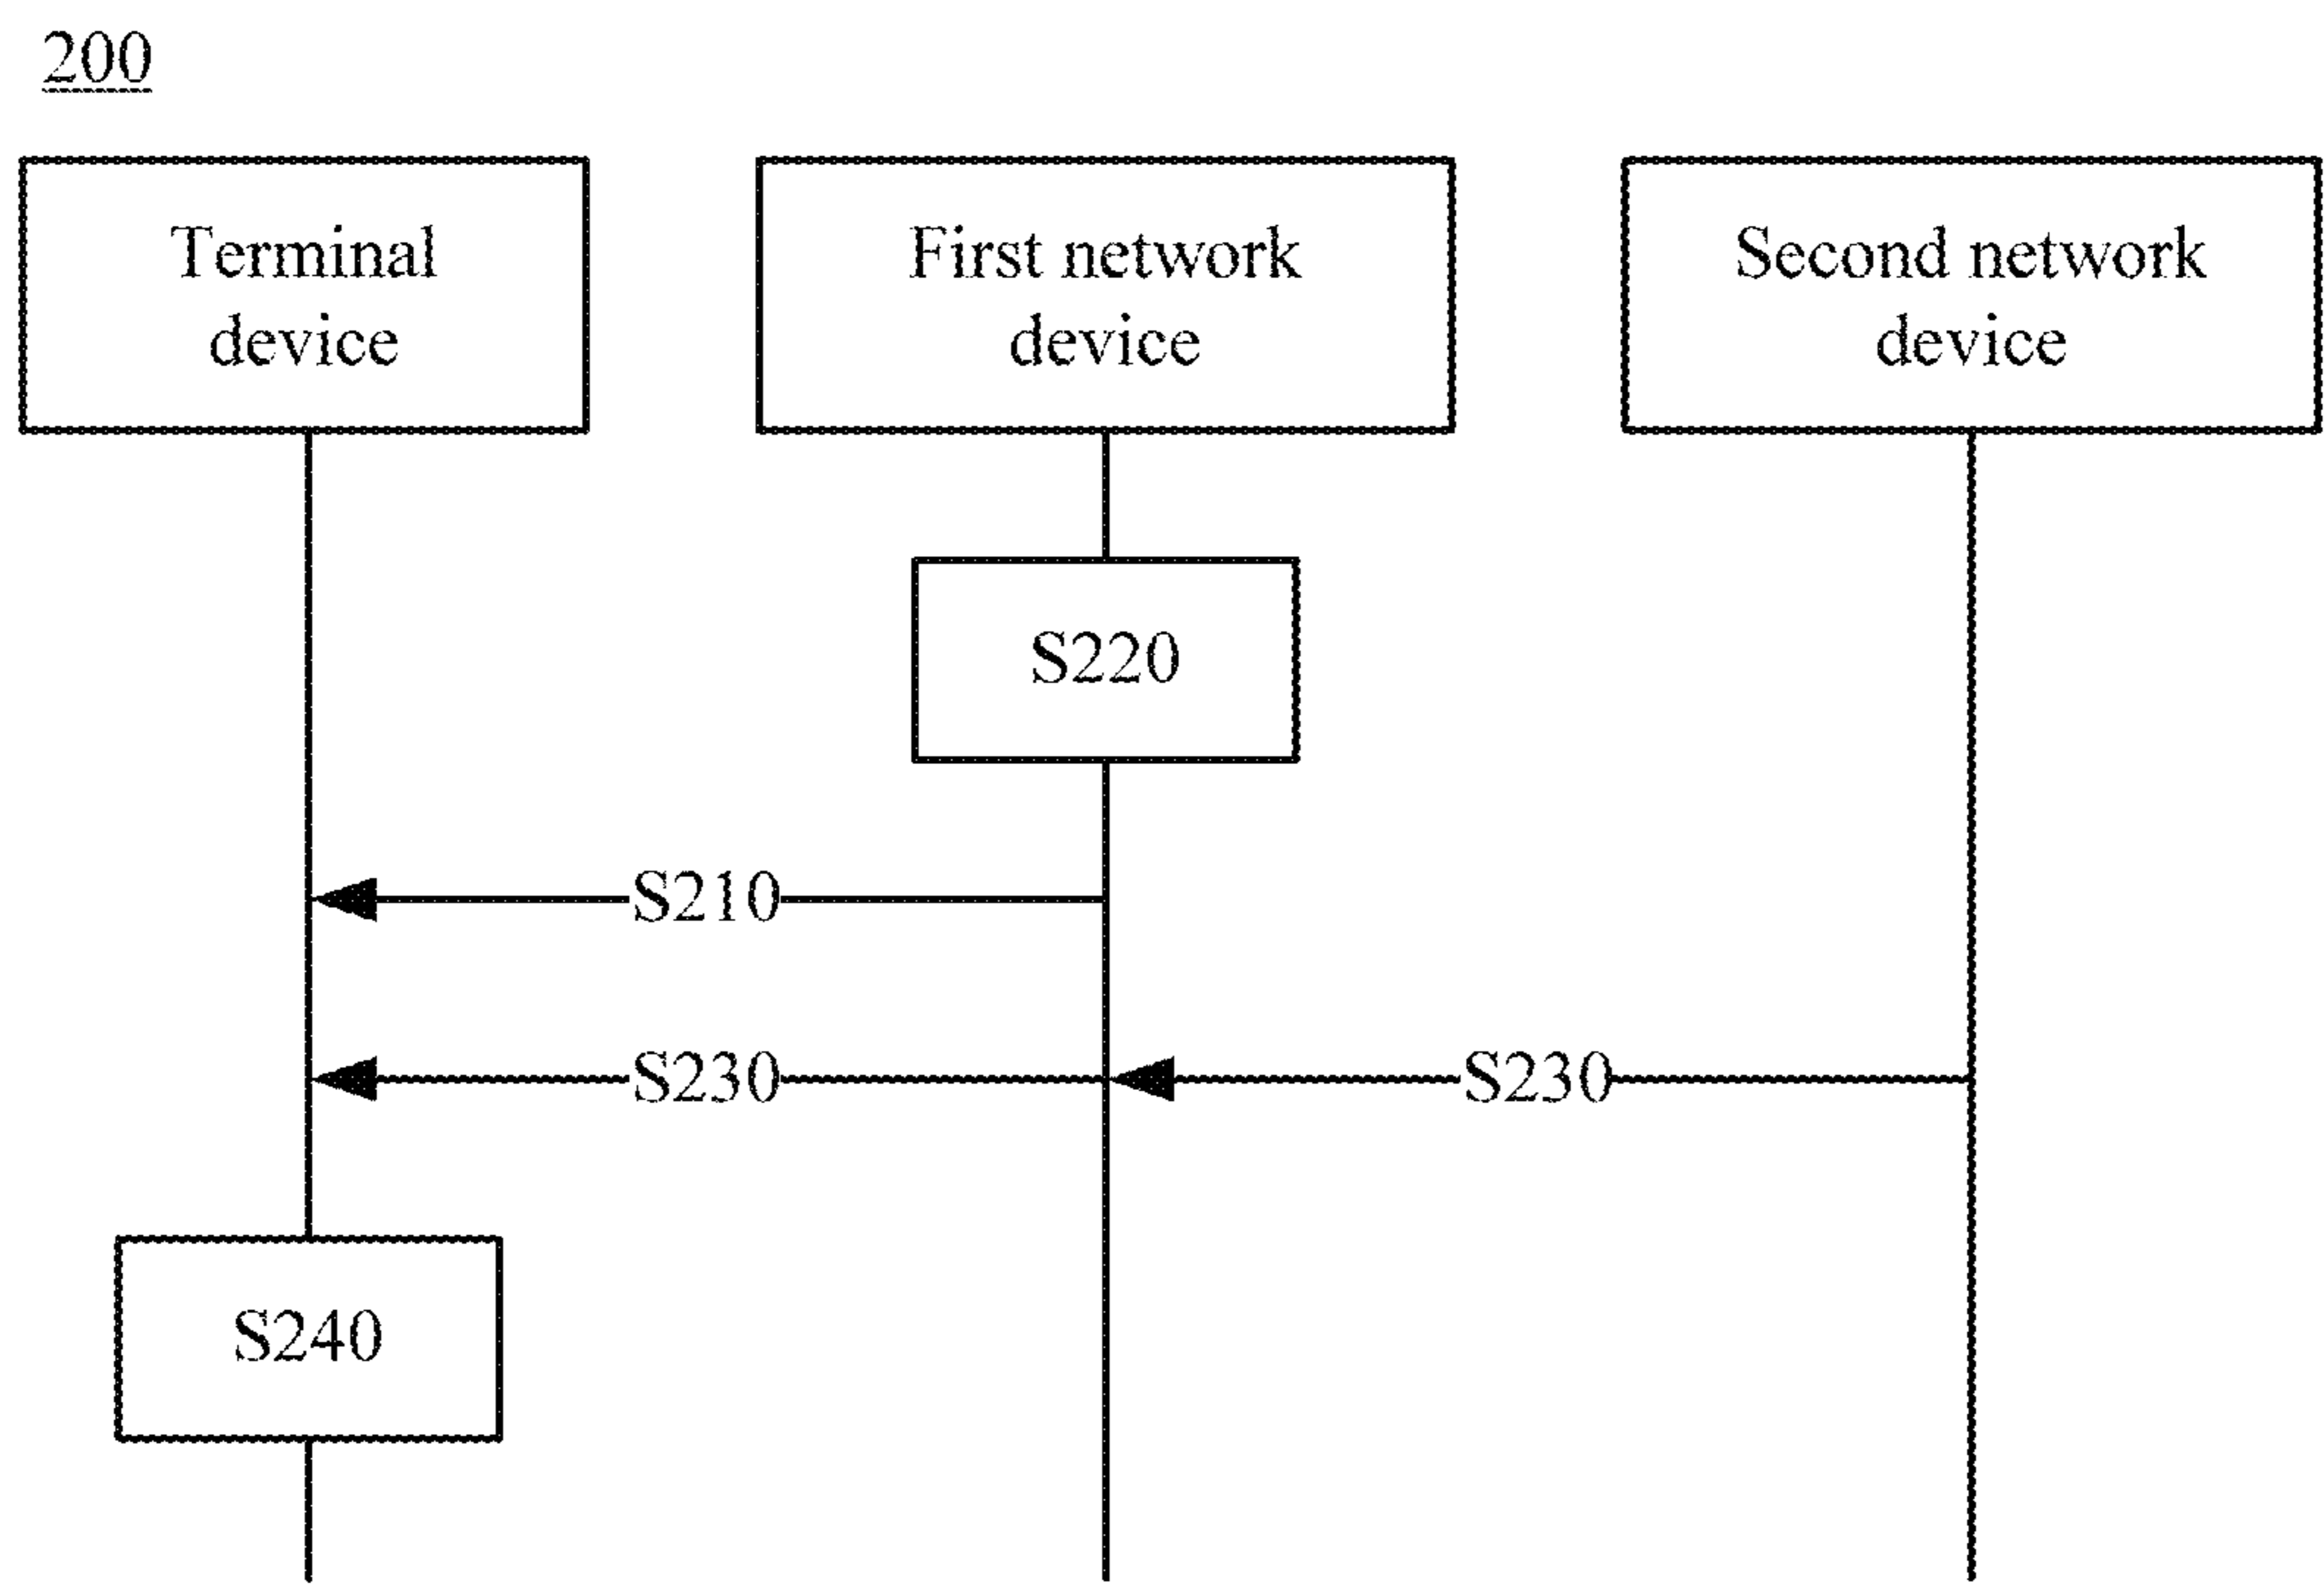 200
Terminal
device
First network
device
Second network
device
S220
S210
S230
S230
S240